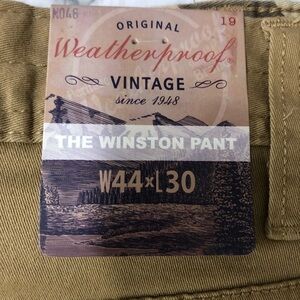 ORIGINAL
19
Weatherproof®
VINTAGE
since 1948
THE WINSTON PANT
W44xL30